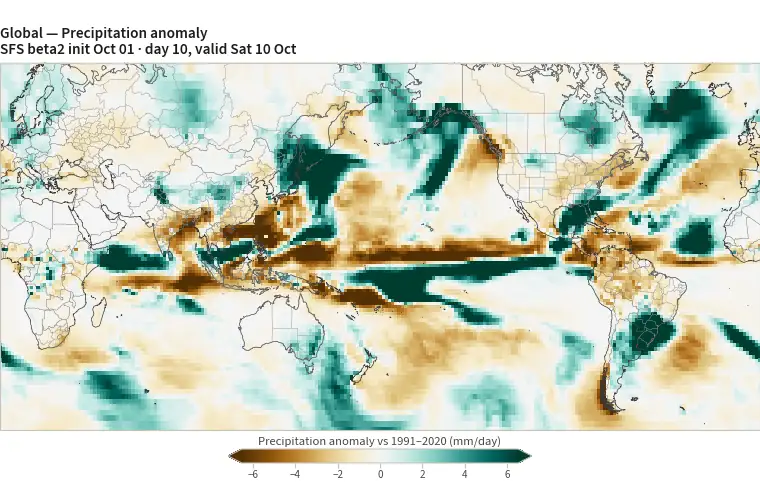 Global — Precipitation anomaly
SFS beta2 init Oct 01 · day 10, valid Sat 10 Oct
Precipitation anomaly vs 1991–2020 (mm/day)
−6 −4 −2 0 2 4 6